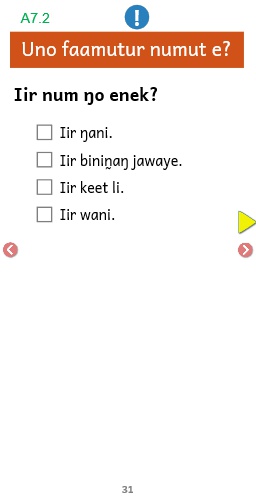 A7.2
!
Uno faamutur numut e?
Iir num ŋo enek?
Iir ŋani.
Iir biniṉaŋ jawaye.
Iir keet li.
Iir wani.
31